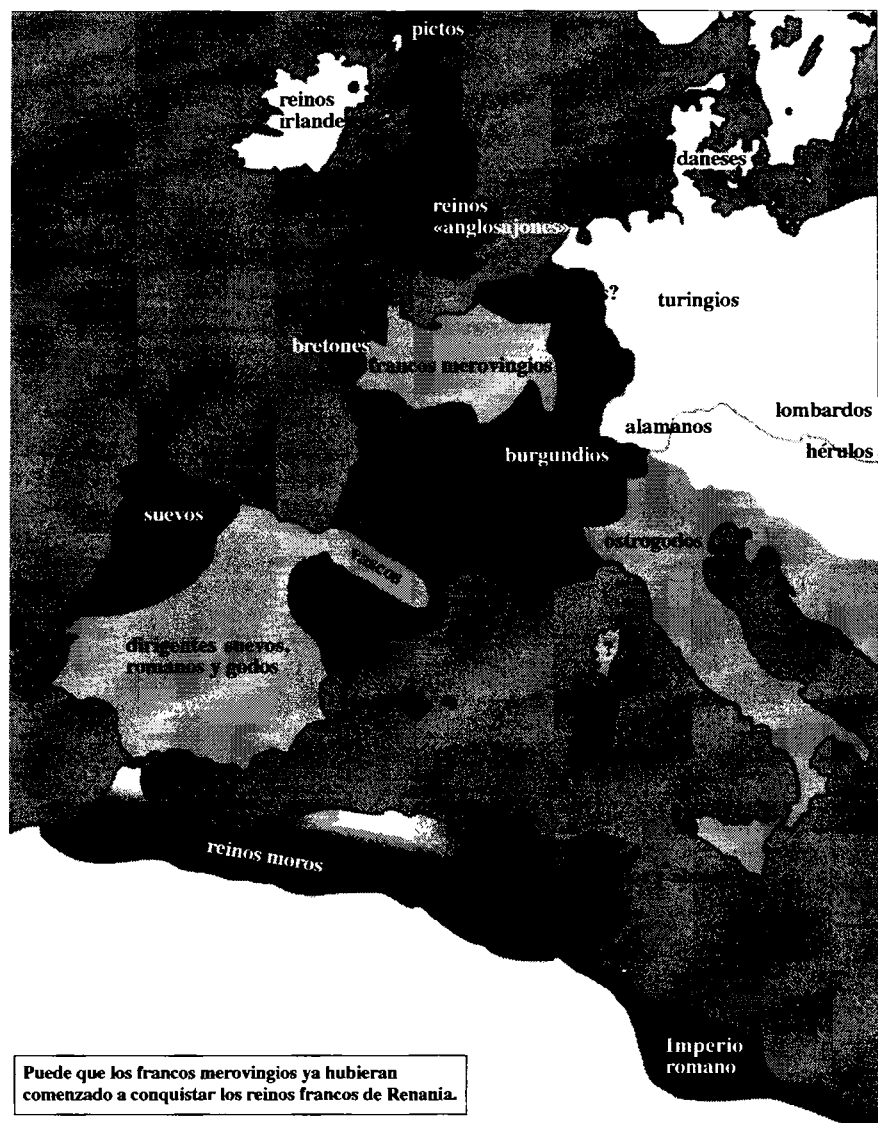 pictos
reinos
irlande
daneses
reinos
«anglosajones»
s?
turingios
bretones
francos merovingios
lombardos
alamanos
hérulos
burgundios
suevos
ostrogodos
vascos
dirigentes suevos,
romanos y godos
?
reinos moros
Imperio
romano
Puede que los francos merovingios ya hubieran
comenzado a conquistar los reinos francos de Renania.